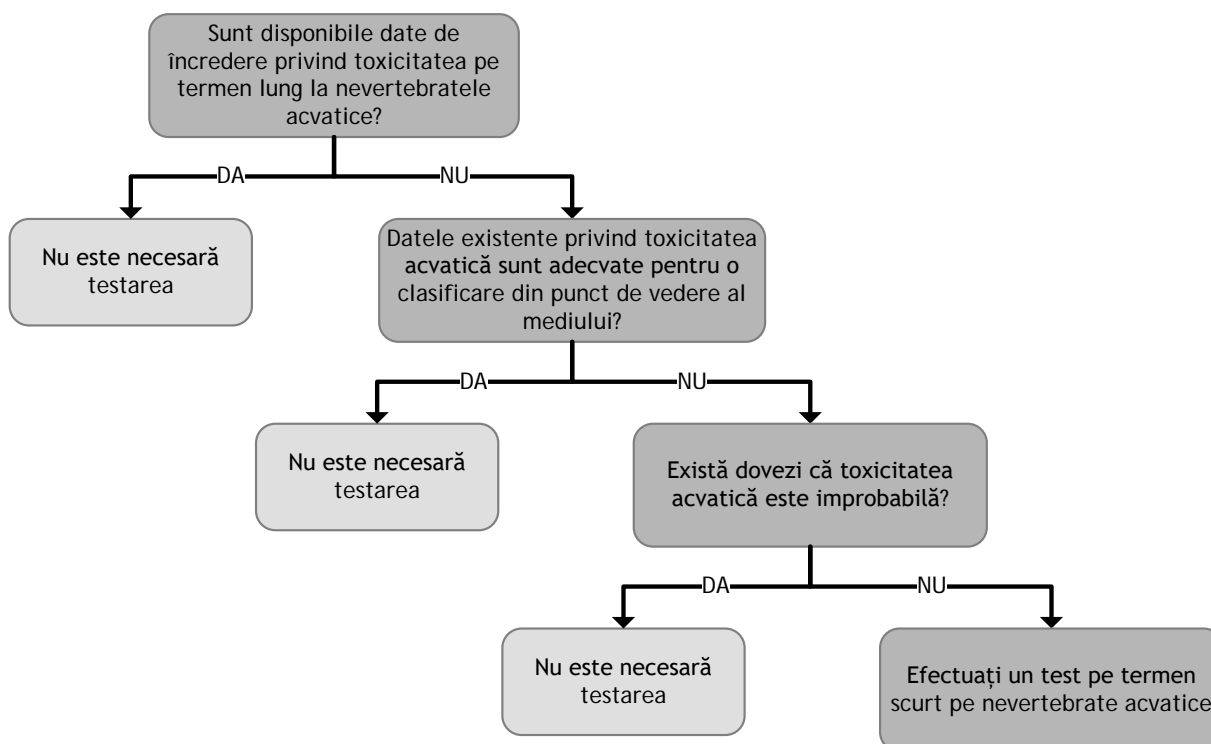 Sunt disponibile date de
încredere privind toxicitatea pe
termen lung la nevertebratele
acvatice?
DA
NU
Nu este necesară
testarea
Datele existente privind toxicitatea
acvatică sunt adecvate pentru o
clasificare din punct de vedere al
mediului?
DA
NU
Nu este necesară
testarea
Există dovezi că toxicitatea
acvatică este improbabilă?
DA
NU
Nu este necesară
testarea
Efectuați un test pe termen
scurt pe nevertebrate acvatice